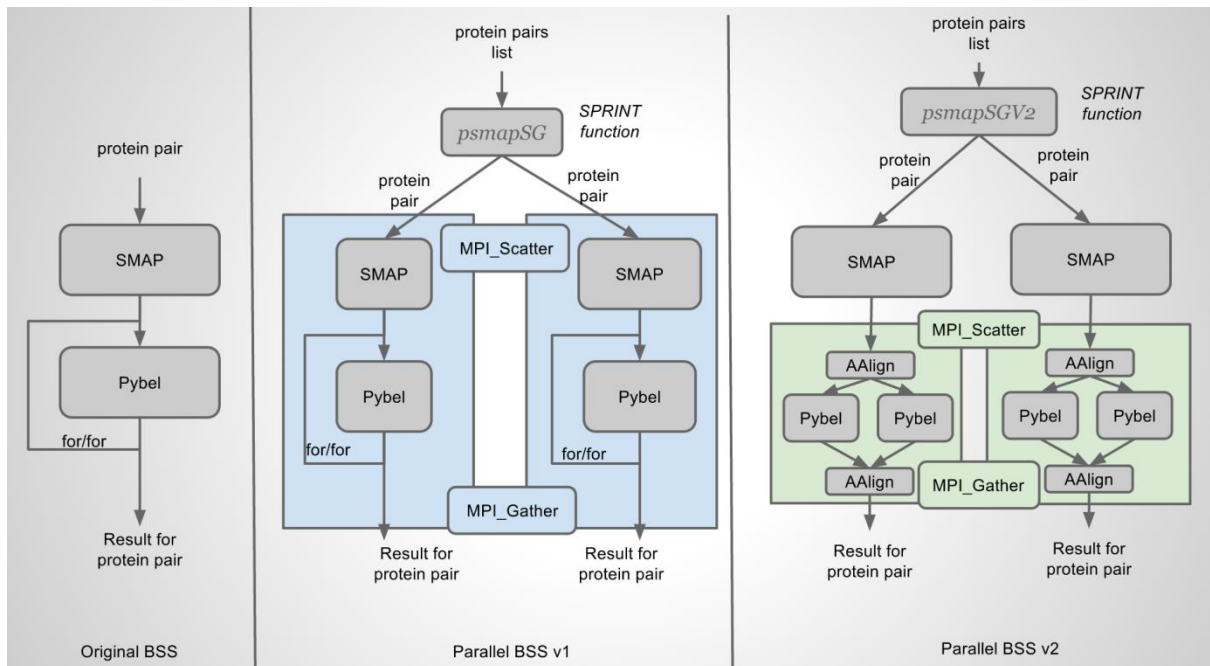 protein pair
SMAP
Pybel
for/for
Result for
protein pair
Original BSS
protein pairs
list
psmapSG
SPRINT
function
protein
pair
protein
pair
MPI_Scatter
SMAP
SMAP
Pybel
Pybel
for/for
for/for
MPI_Gather
Result for
protein pair
Result for
protein pair
Parallel BSS v1
protein pairs
list
psmapSGV2
SPRINT
function
protein
pair
protein
pair
SMAP
SMAP
MPI_Scatter
AAlign
AAlign
Pybel
Pybel
Pybel
Pybel
AAlign
MPI_Gather
AAlign
Result for
protein pair
Result for
protein pair
Parallel BSS v2